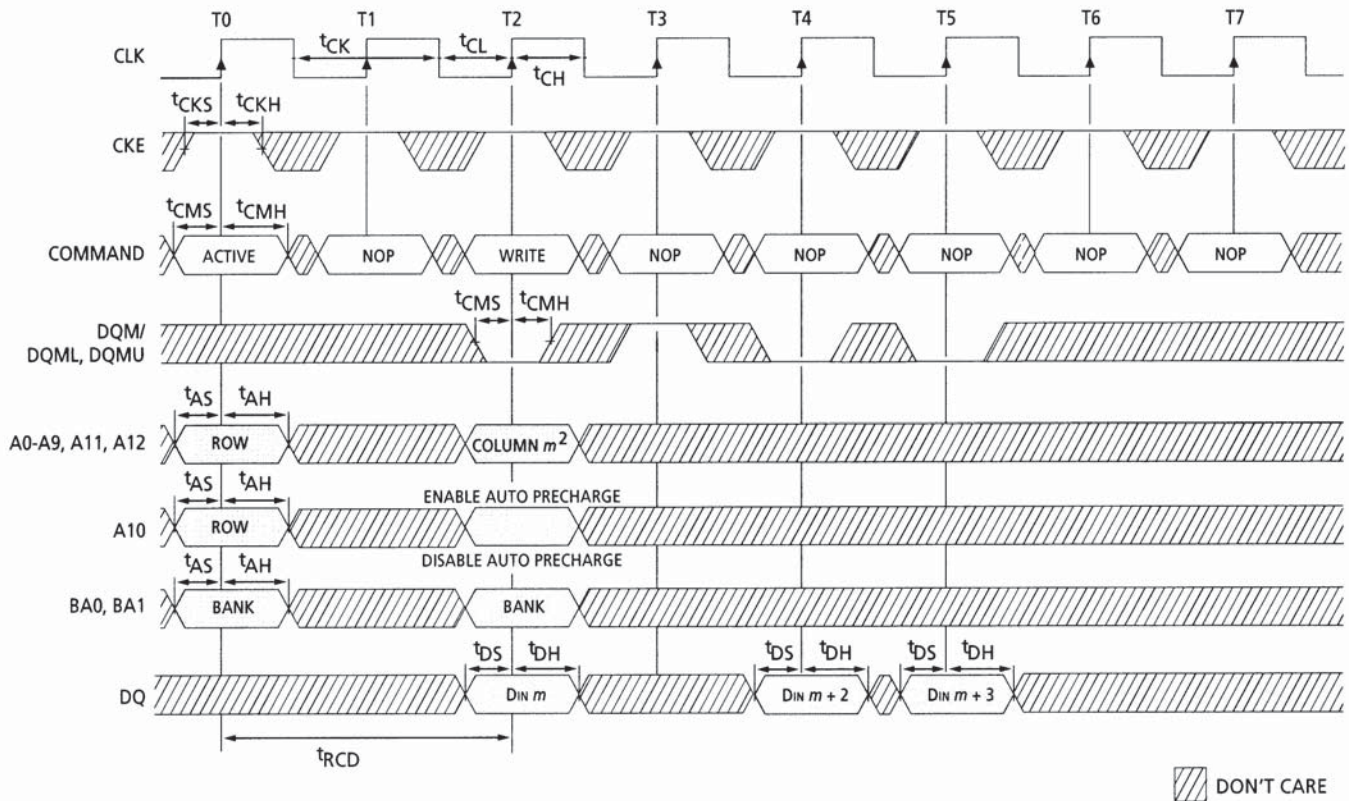 T0 T1 T2 T3 T4 T5 T6 T7
CLK
tCK tCL
tCH
tCKS tCKH
CKE
tCMS tCMH
COMMAND
ACTIVE NOP WRITE NOP NOP NOP NOP NOP
tCMS tCMH
DQM/
DQML, DQMU
tAS tAH
A0-A9, A11, A12
ROW COLUMN m2
tAS tAH
ENABLE AUTO PRECHARGE
A10
ROW
DISABLE AUTO PRECHARGE
tAS tAH
BA0, BA1
BANK BANK
tDS tDH tDS tDH tDS tDH
DQ
DIN m DIN m + 2 DIN m + 3
tRCD
DON'T CARE